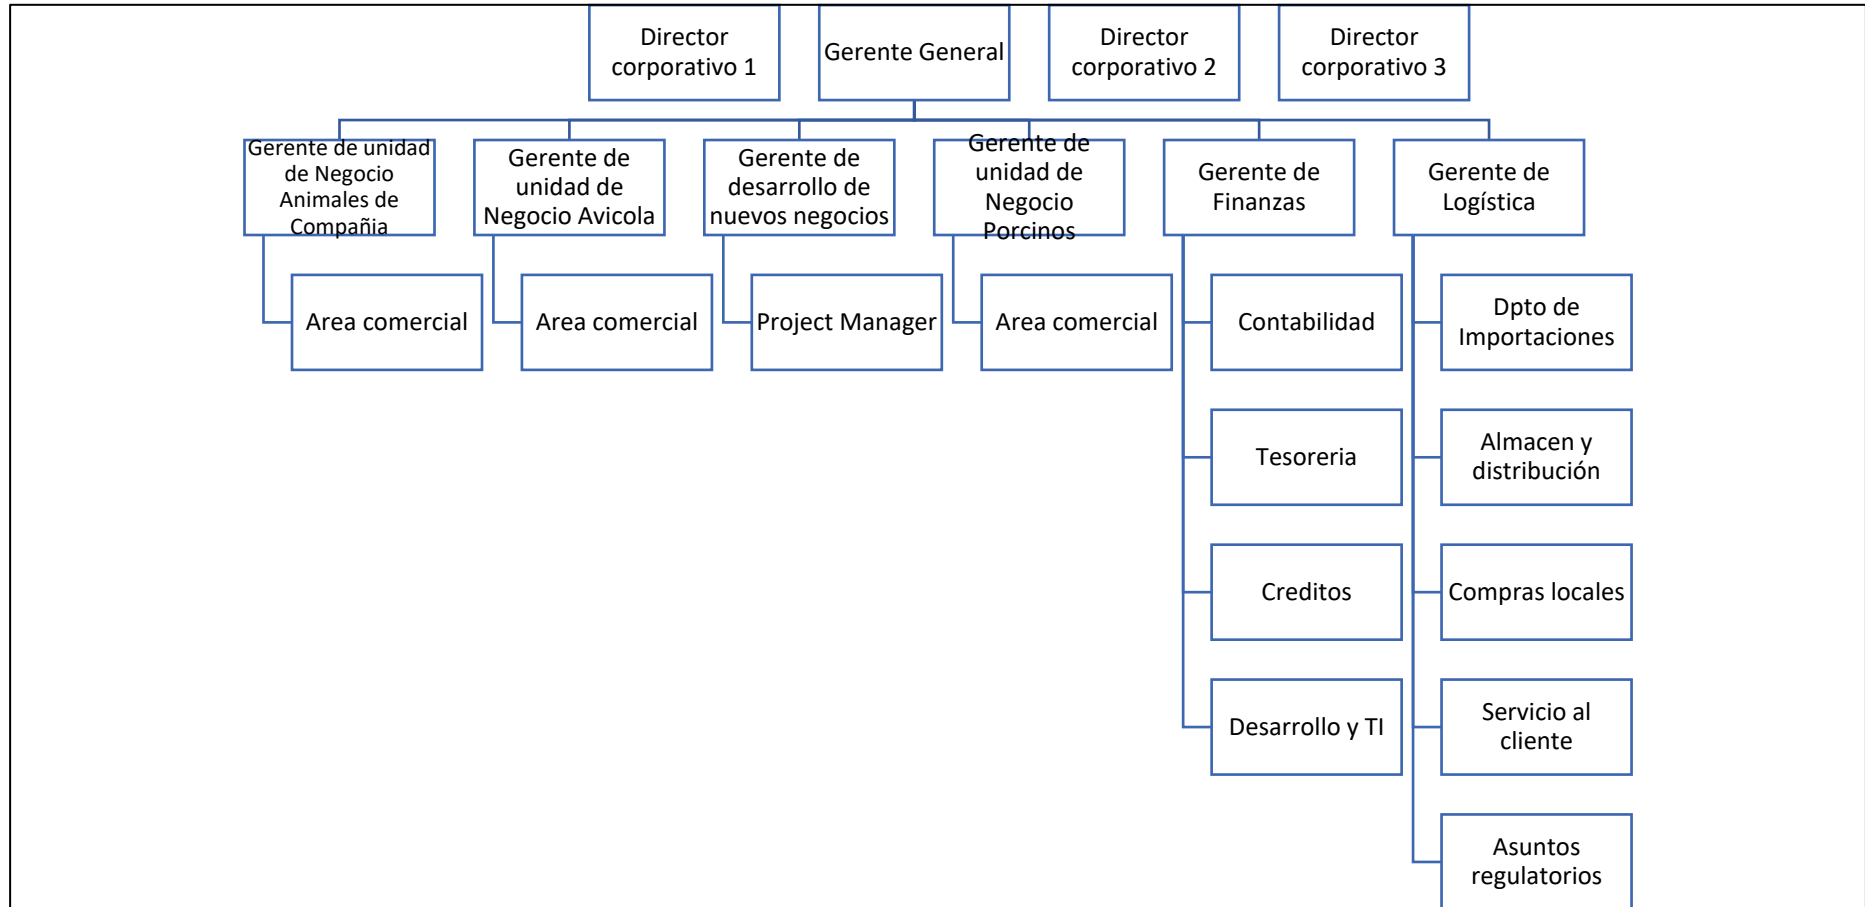 Director
corporativo 1
Gerente General
Director
corporativo 2
Director
corporativo 3
Gerente de unidad
de Negocio
Animales de
Compañia
Gerente de
unidad de
Negocio Avicola
Gerente de
desarrollo de
nuevos negocios
Gerente de
unidad de
Negocio
Porcinos
Gerente de
Finanzas
Gerente de
Logística
Area comercial
Area comercial
Project Manager
Area comercial
Contabilidad
Dpto de
Importaciones
Tesoreria
Almacen y
distribución
Creditos
Compras locales
Desarrollo y TI
Servicio al
cliente
Asuntos
regulatorios